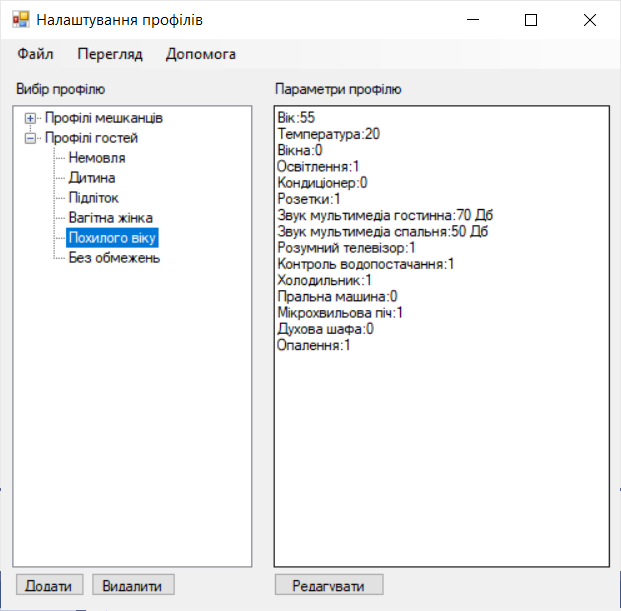 Налаштування профілів
Файл Перегляд Допомога
Вибір профілю
Профілі мешканців
Профілі гостей
Немовля
Дитина
Підліток
Вагітна жінка
Похилого віку
Без обмежень
Додати Видалити
Параметри профілю
Вік:55
Температура:20
Вікна:0
Освітлення:1
Кондиціонер:0
Розетки:1
Звук мультимедіа гостинна:70 Дб
Звук мультимедіа спальня:50 Дб
Розумний телевізор:1
Контроль водопостачання:1
Холодильник:1
Пральна машина:0
Мікрохвильова піч:1
Духова шафа:0
Опалення:1
Редагувати